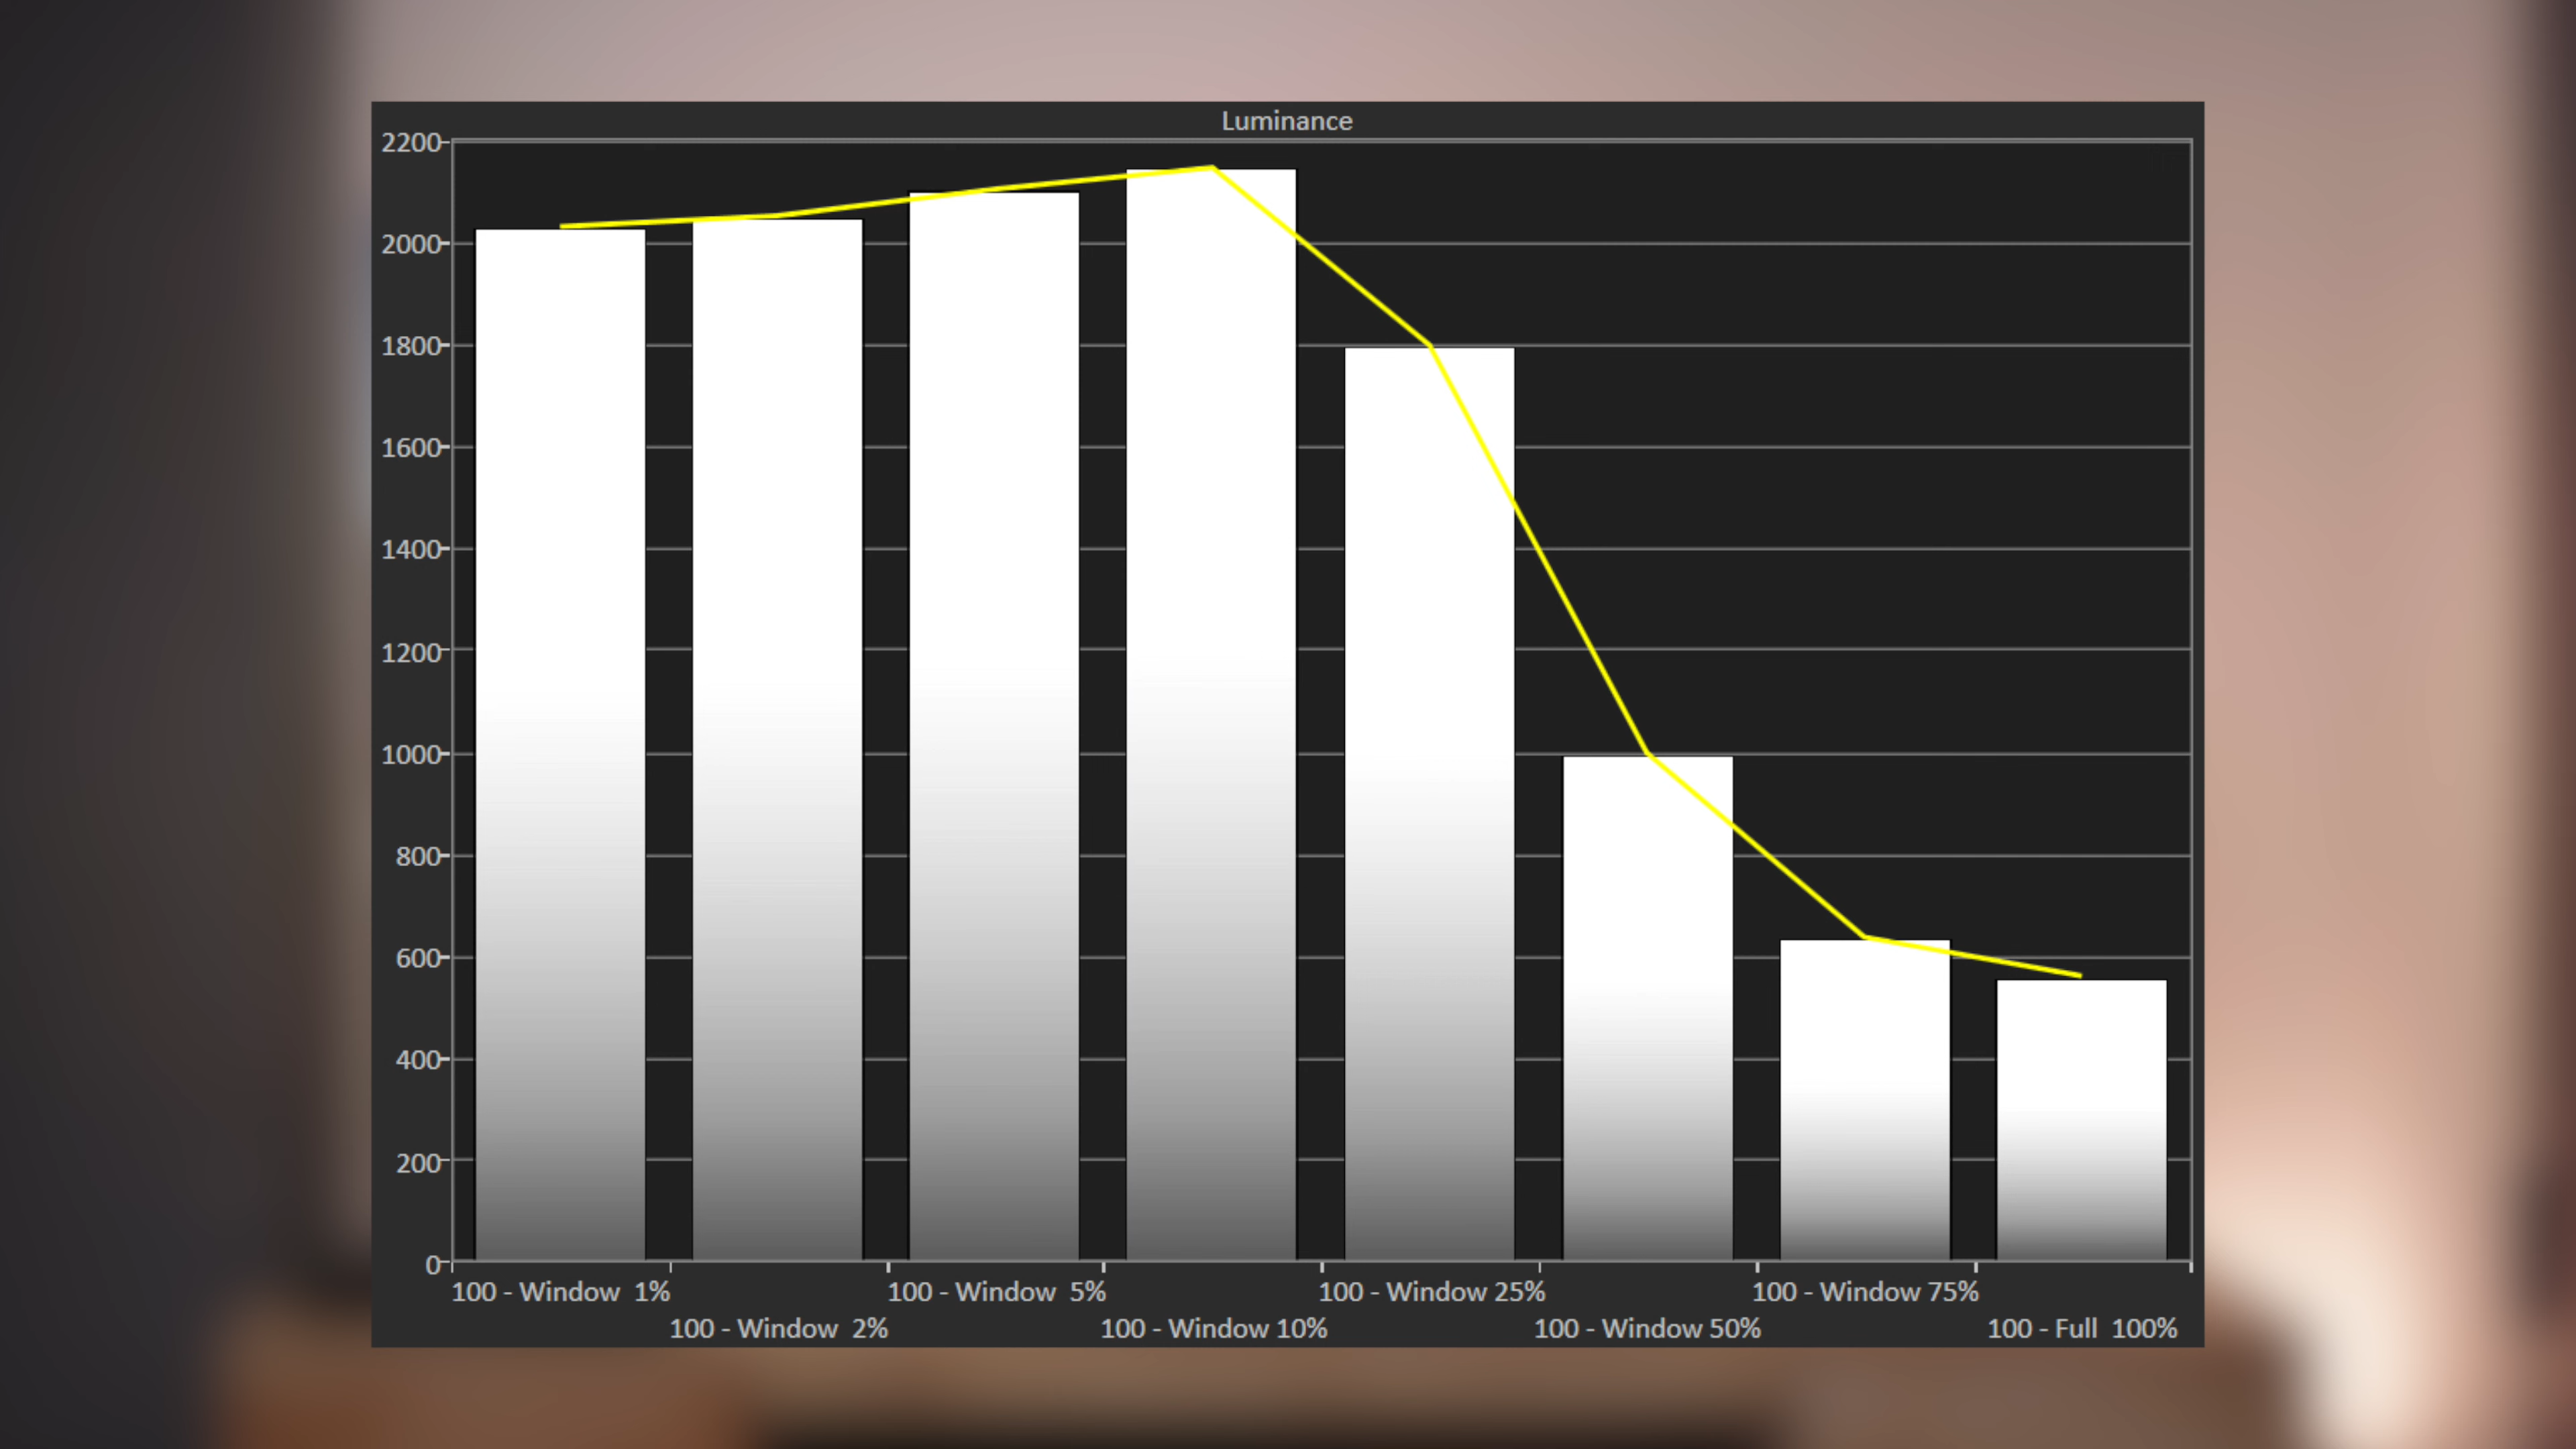 Luminance
2200
2000
1800
1600
1400
1200
1000
800
600
400
200
0
100 - Window  1%
100 - Window  2%
100 - Window  5%
100 - Window 10%
100 - Window 25%
100 - Window 50%
100 - Window 75%
100 - Full  100%